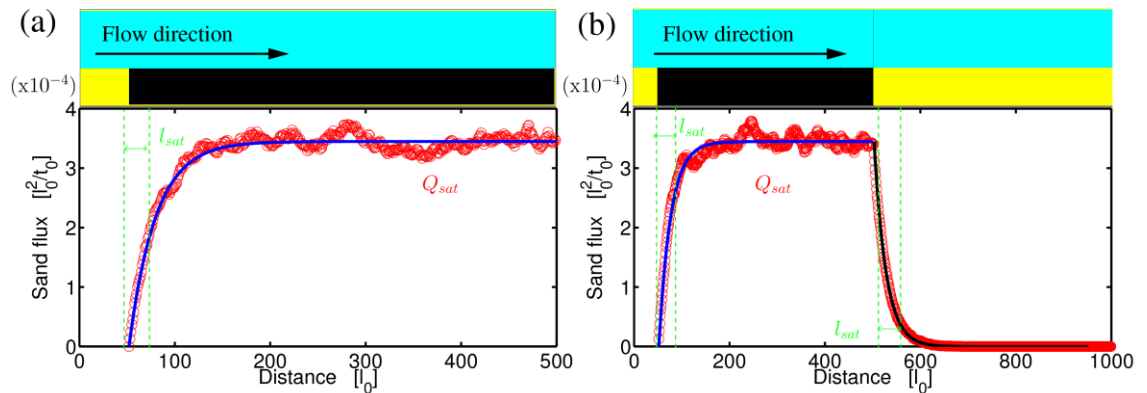 (a)
Flow direction
(x10⁻⁴)
4
3
2
1
0
Sand flux [l₀²/t₀]
l_sat
Q_sat
0 100 200 300 400 500
Distance [l₀]
(b)
Flow direction
(x10⁻⁴)
4
3
2
1
0
Sand flux [l₀²/t₀]
l_sat
Q_sat
l_sat
0 200 400 600 800 1000
Distance [l₀]